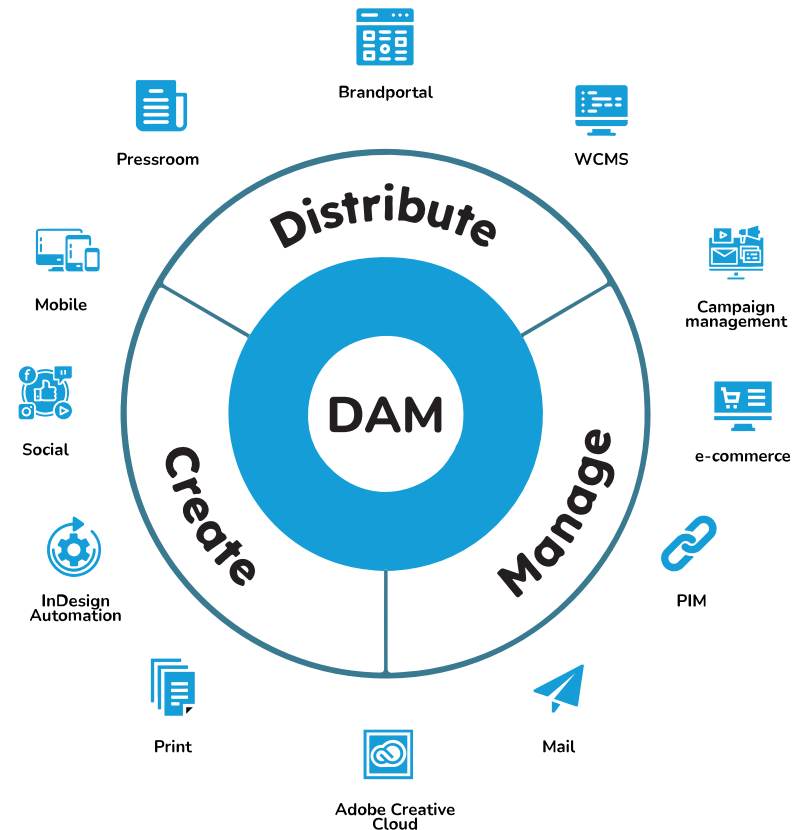 Brandportal
Pressroom
WCMS
Distribute
Mobile
Campaign
management
DAM
Social
e-commerce
Create
Manage
InDesign
Automation
PIM
Print
Mail
Adobe Creative
Cloud